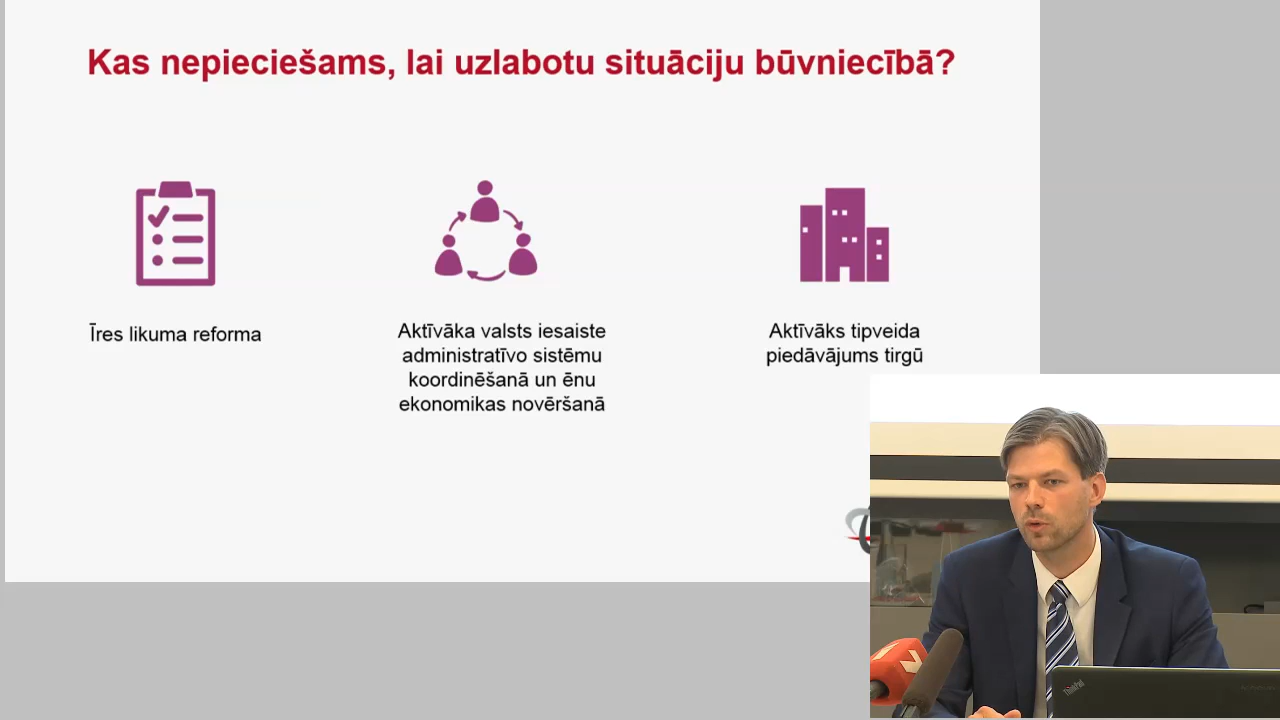 Kas nepieciešams, lai uzlabotu situāciju būvniecībā?
Īres likuma reforma
Aktīvāka valsts iesaiste
administratīvo sistēmu
koordinēšanā un ēnu
ekonomikas novēršanā
Aktīvāks tipveida
piedāvājums tirgū
ThinkPad